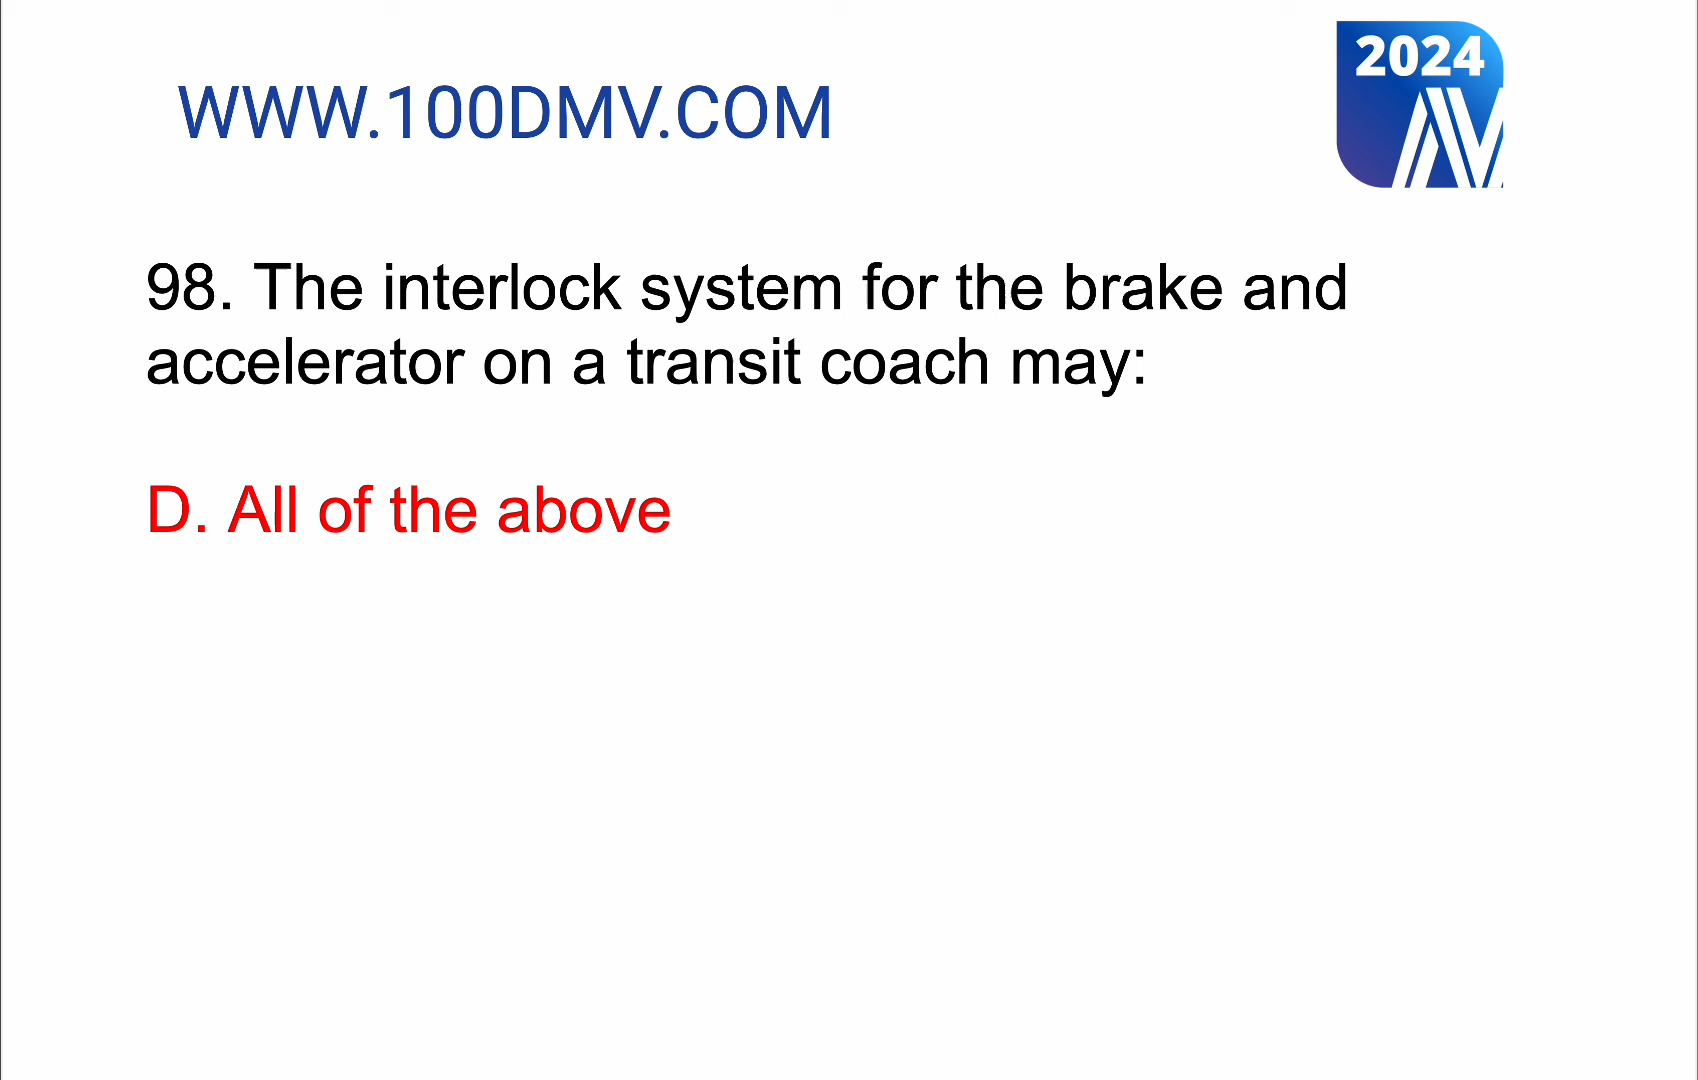 WWW.100DMV.COM
2024
98. The interlock system for the brake and
accelerator on a transit coach may:
D. All of the above